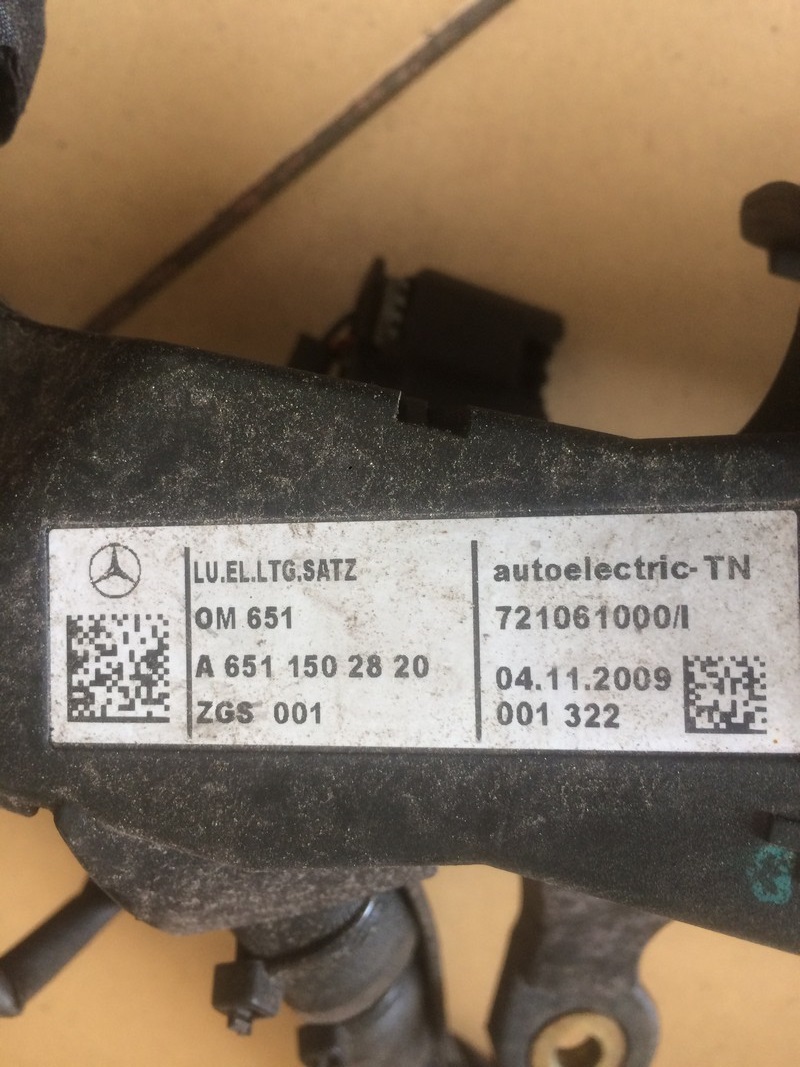 LU.EL.LTG.SATZ
OM 651
A 651 150 28 20
ZGS 001
autoelectric-TN
721061000/I
04.11.2009
001 322